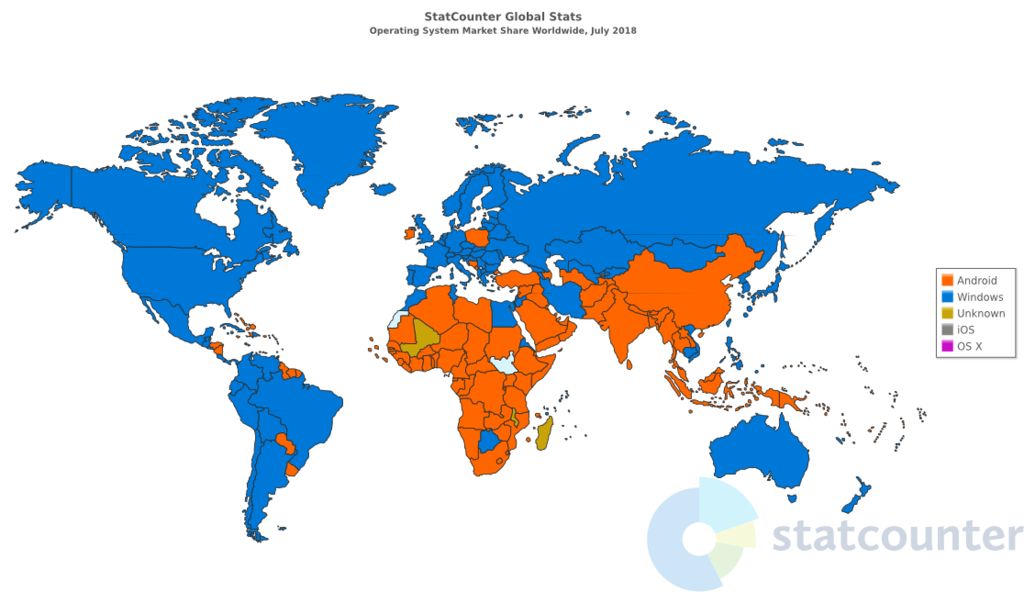 StatCounter Global Stats
Operating System Market Share Worldwide, July 2018
Android
Windows
Unknown
iOS
OS X
statcounter